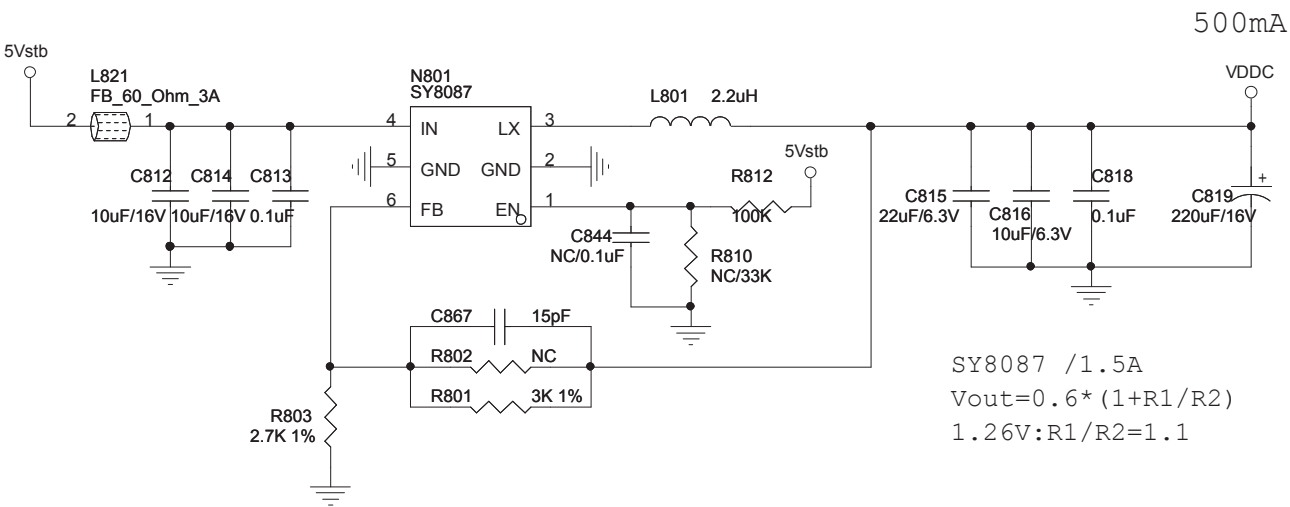 500mA
5Vstb
VDDC
L821
FB_60_Ohm_3A
N801
SY8087
L801 2.2uH
2
1
4
IN
LX
3
5
GND
GND
2
6
FB
EN
1
5Vstb
R812
100K
C812
10uF/16V
C814
10uF/16V
C813
0.1uF
C844
NC/0.1uF
R810
NC/33K
C815
22uF/6.3V
C816
10uF/6.3V
C818
0.1uF
C819
220uF/16V
+
C867 15pF
R802 NC
R801 3K 1%
R803
2.7K 1%
SY8087 /1.5A
Vout=0.6*(1+R1/R2)
1.26V:R1/R2=1.1